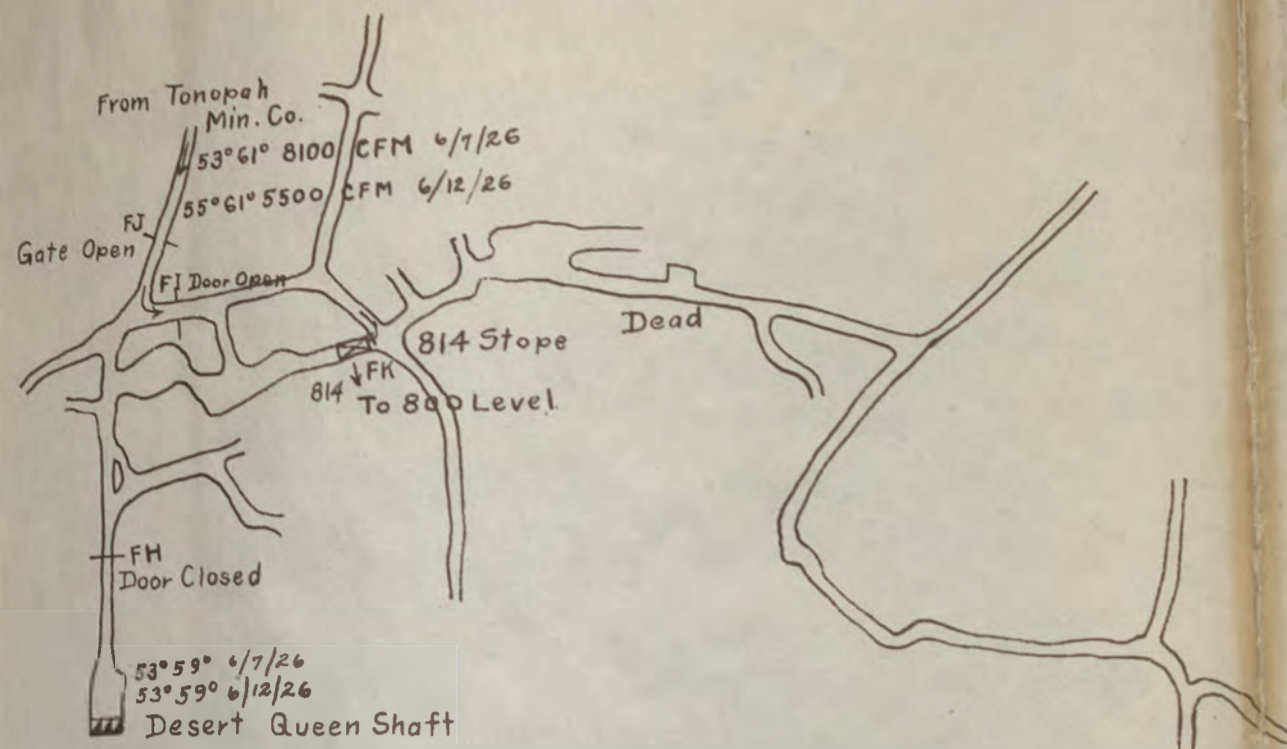 From Tonopah
Min. Co.
53° 61° 8100 CFM 6/7/26
55° 61° 5500 CFM 6/12/26
FJ
Gate Open
FI Door Open
Dead
814 Stope
FK
814
To 800 Level
FH
Door Closed
53° 59° 6/7/26
53° 59° 6/12/26
Desert Queen Shaft